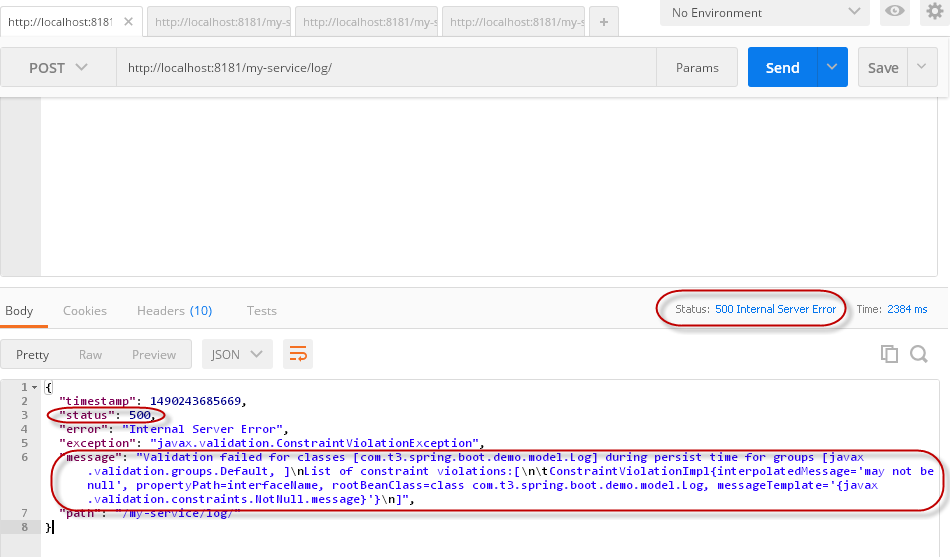 http://localhost:8181
http://localhost:8181/my-s
http://localhost:8181/my-s
http://localhost:8181/my-s
+
No Environment
POST
http://localhost:8181/my-service/log/
Params
Send
Save
Body
Cookies
Headers (10)
Tests
Status: 500 Internal Server Error
Time: 2384 ms
Pretty
Raw
Preview
JSON
1 {
2 "timestamp": 1490243685669,
3 "status": 500,
4 "error": "Internal Server Error",
5 "exception": "javax.validation.ConstraintViolationException",
6 "message": "Validation failed for classes [com.t3.spring.boot.demo.model.Log] during persist time for groups [javax
.validation.groups.Default, ]\nList of constraint violations:[\n\tConstraintViolationImpl{interpolatedMessage='may not be
null', propertyPath=interfaceName, rootBeanClass=class com.t3.spring.boot.demo.model.Log, messageTemplate='{javax
.validation.constraints.NotNull.message}'}\n]",
7 "path": "/my-service/log/"
8 }